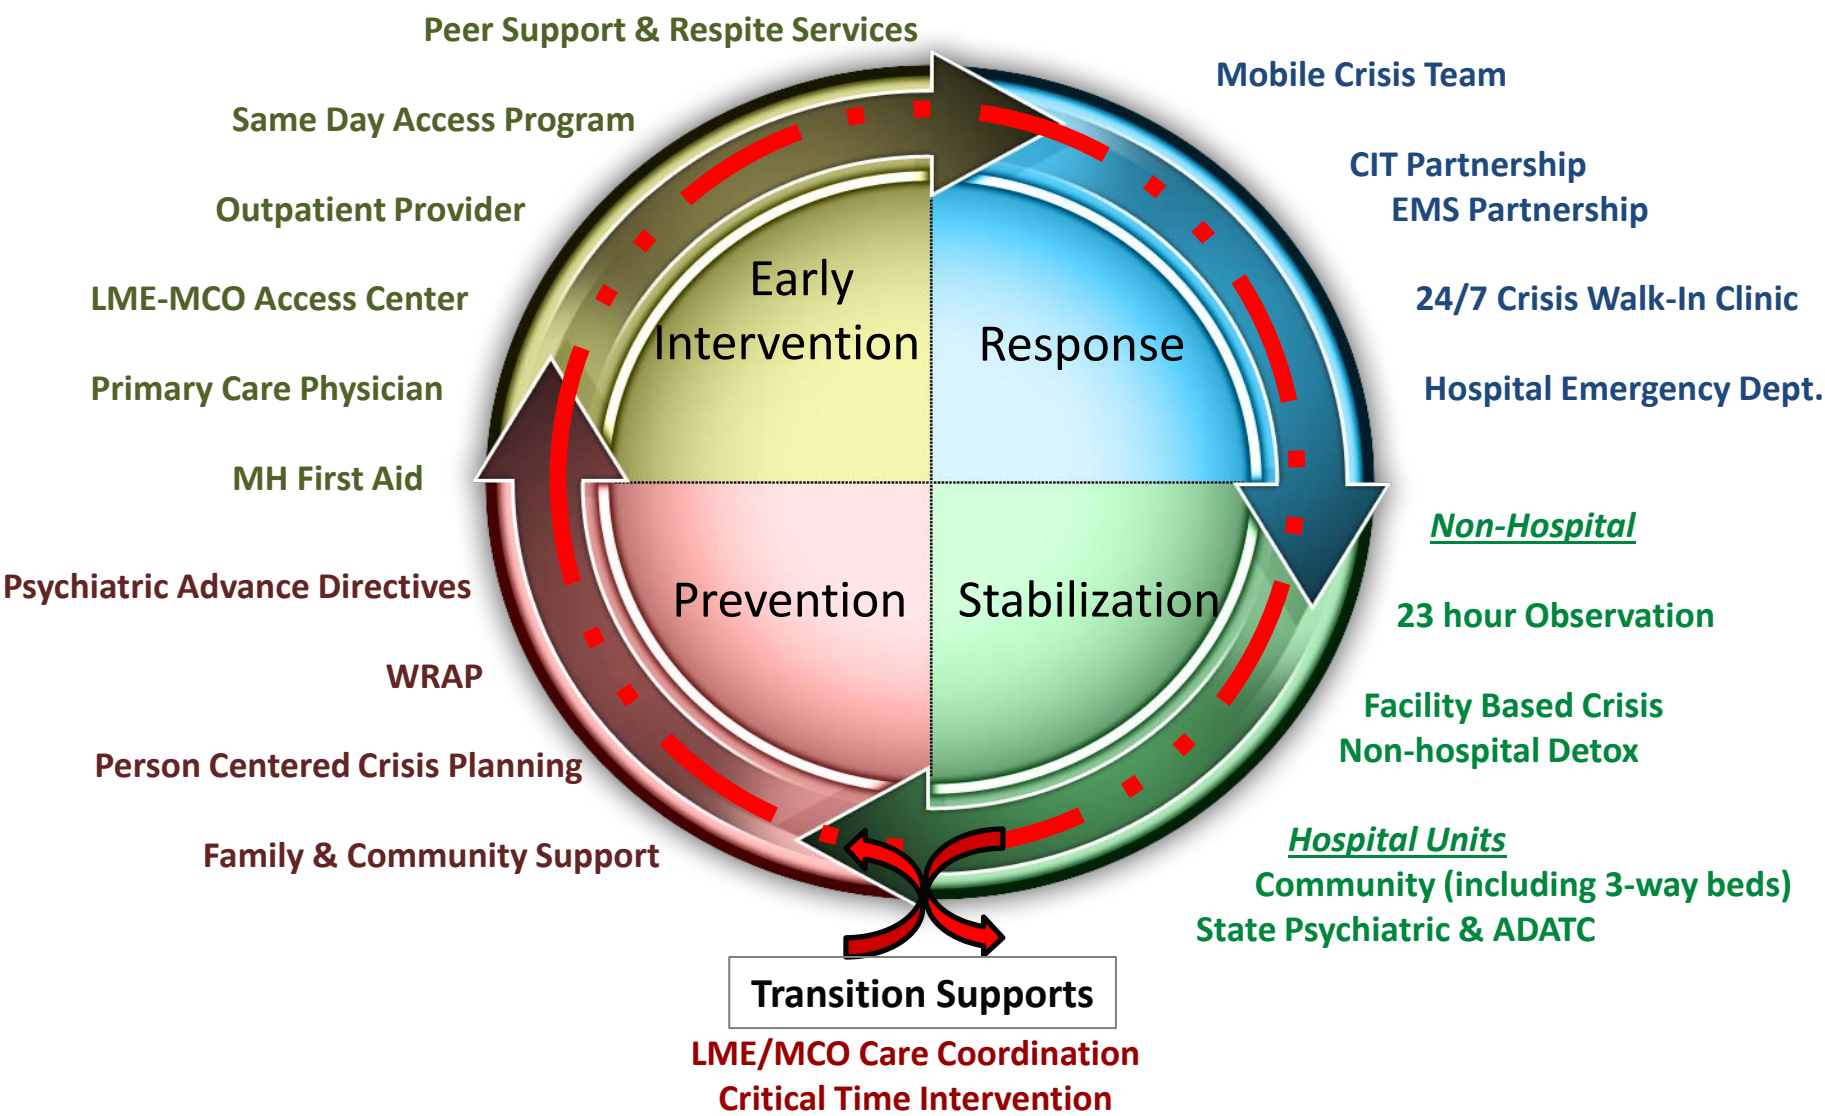 Peer Support & Respite Services
Same Day Access Program
Outpatient Provider
LME-MCO Access Center
Primary Care Physician
MH First Aid
Psychiatric Advance Directives
WRAP
Person Centered Crisis Planning
Family & Community Support
Early
Intervention
Response
Prevention
Stabilization
Mobile Crisis Team
CIT Partnership
EMS Partnership
24/7 Crisis Walk-In Clinic
Hospital Emergency Dept.
Non-Hospital
23 hour Observation
Facility Based Crisis
Non-hospital Detox
Hospital Units
Community (including 3-way beds)
State Psychiatric & ADATC
Transition Supports
LME/MCO Care Coordination
Critical Time Intervention